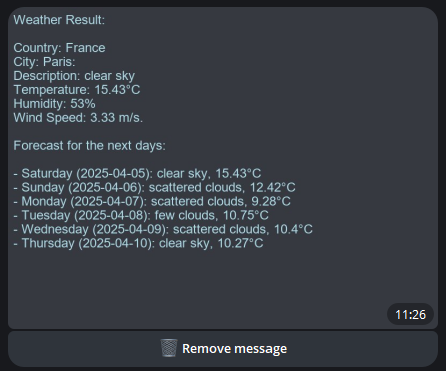 Weather Result:
Country: France
City: Paris:
Description: clear sky
Temperature: 15.43°C
Humidity: 53%
Wind Speed: 3.33 m/s.
Forecast for the next days:
- Saturday (2025-04-05): clear sky, 15.43°C
- Sunday (2025-04-06): scattered clouds, 12.42°C
- Monday (2025-04-07): scattered clouds, 9.28°C
- Tuesday (2025-04-08): few clouds, 10.75°C
- Wednesday (2025-04-09): scattered clouds, 10.4°C
- Thursday (2025-04-10): clear sky, 10.27°C
11:26
Remove message